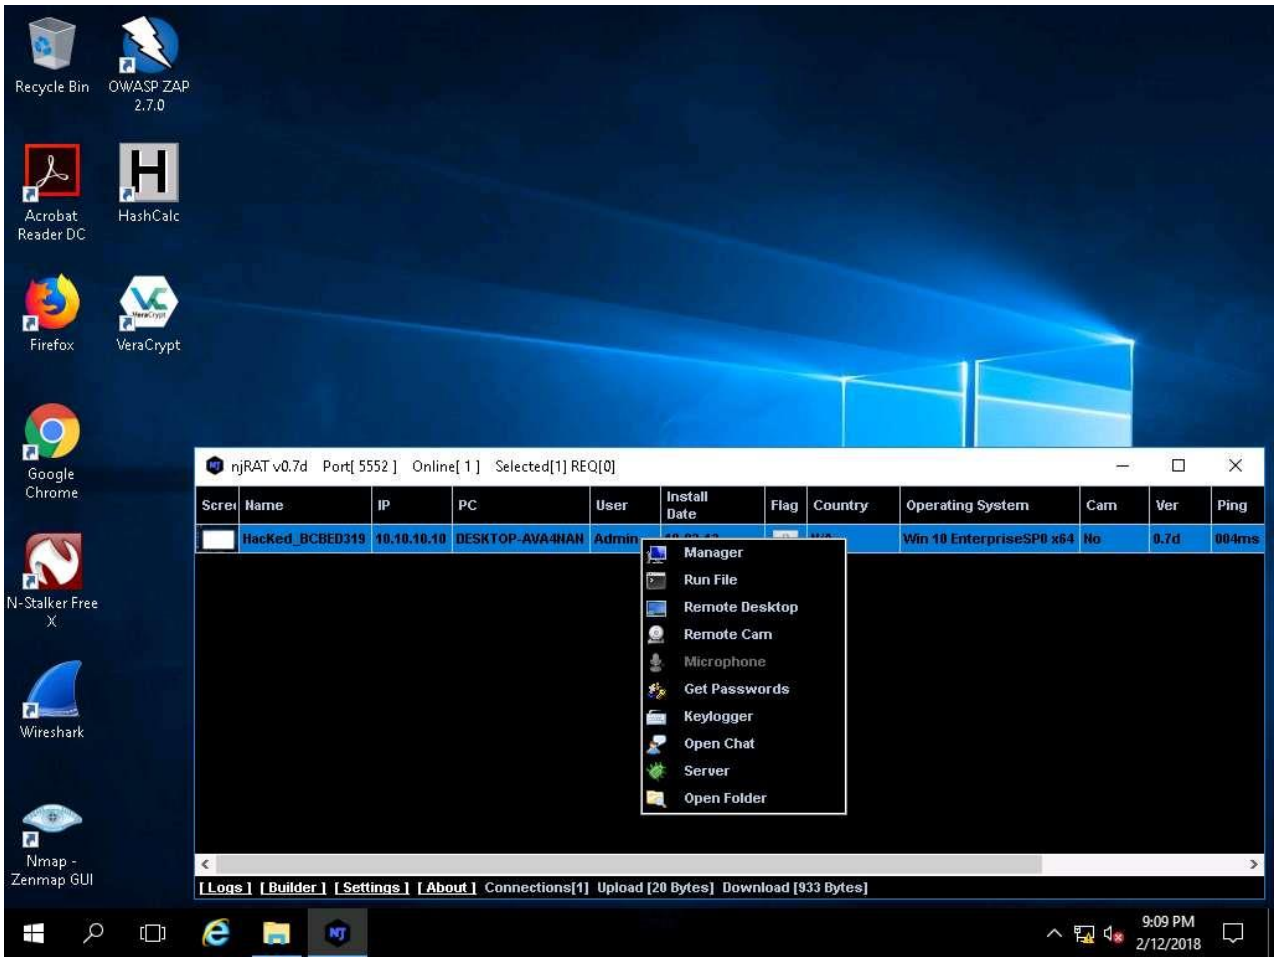 Recycle Bin
OWASP ZAP
2.7.0
Acrobat
Reader DC
HashCalc
Firefox
VeraCrypt
VeraCrypt
Google
Chrome
N-Stalker Free
X
Wireshark
Nmap -
Zenmap GUI
njRAT v0.7d Port[ 5552 ] Online[ 1 ] Selected[1] REQ[0]
Scree Name IP PC User Install Date Flag Country Operating System Cam Ver Ping
HacKed_BCBED319 10.10.10.10 DESKTOP-AVA4NAN Admin Win 10 EnterpriseSP0 x64 No 0.7d 004ms
Manager
Run File
Remote Desktop
Remote Cam
Microphone
Get Passwords
Keylogger
Open Chat
Server
Open Folder
[ Logs ] [ Builder ] [ Settings ] [ About ] Connections[1] Upload [20 Bytes] Download [933 Bytes]
9:09 PM
2/12/2018